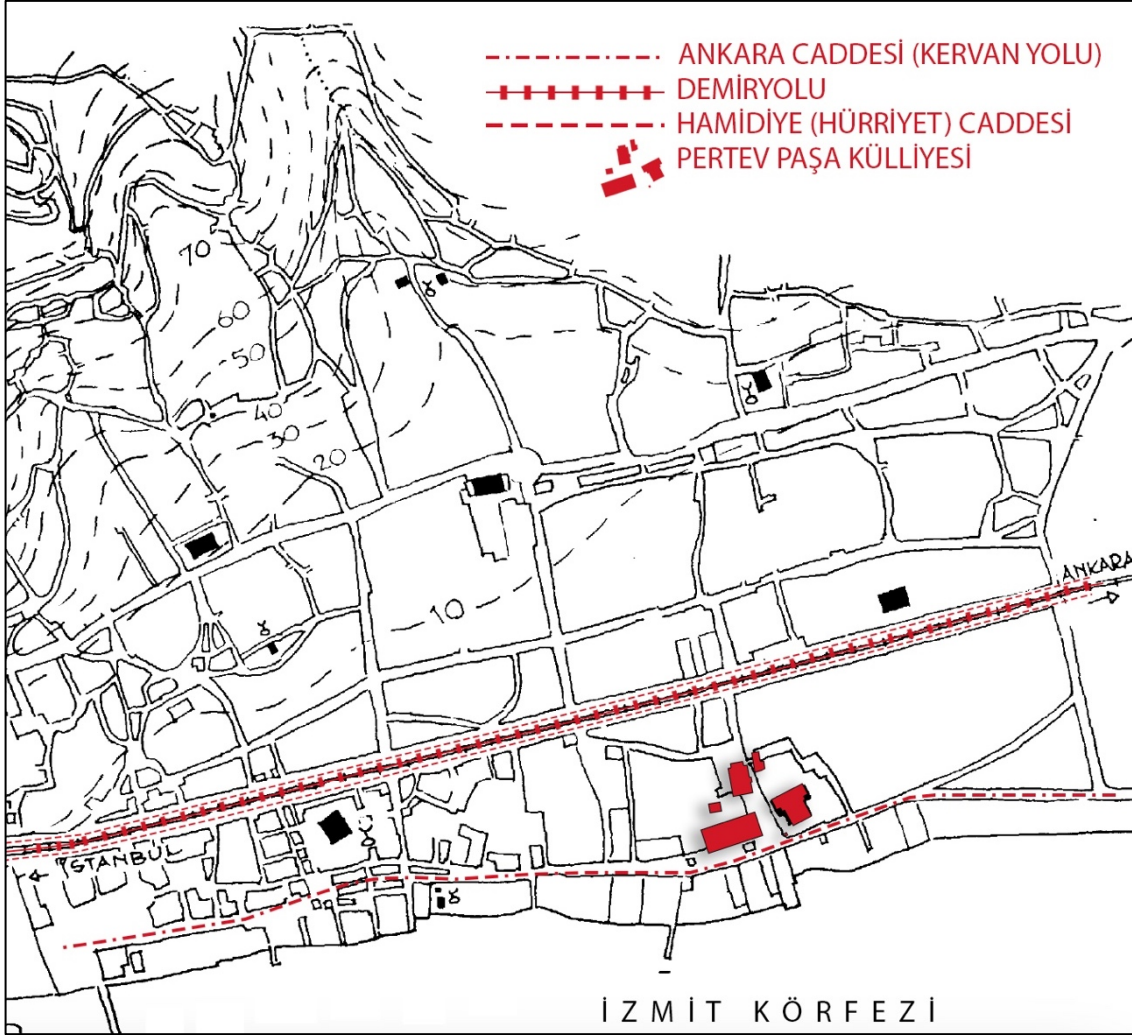 ANKARA CADDESİ (KERVAN YOLU)
DEMİRYOLU
HAMİDİYE (HÜRRİYET) CADDESİ
PERTEV PAŞA KÜLLİYESİ
70
60
50
40
30
20
10
ANKARA
İSTANBUL
İZMİT KÖRFEZİ